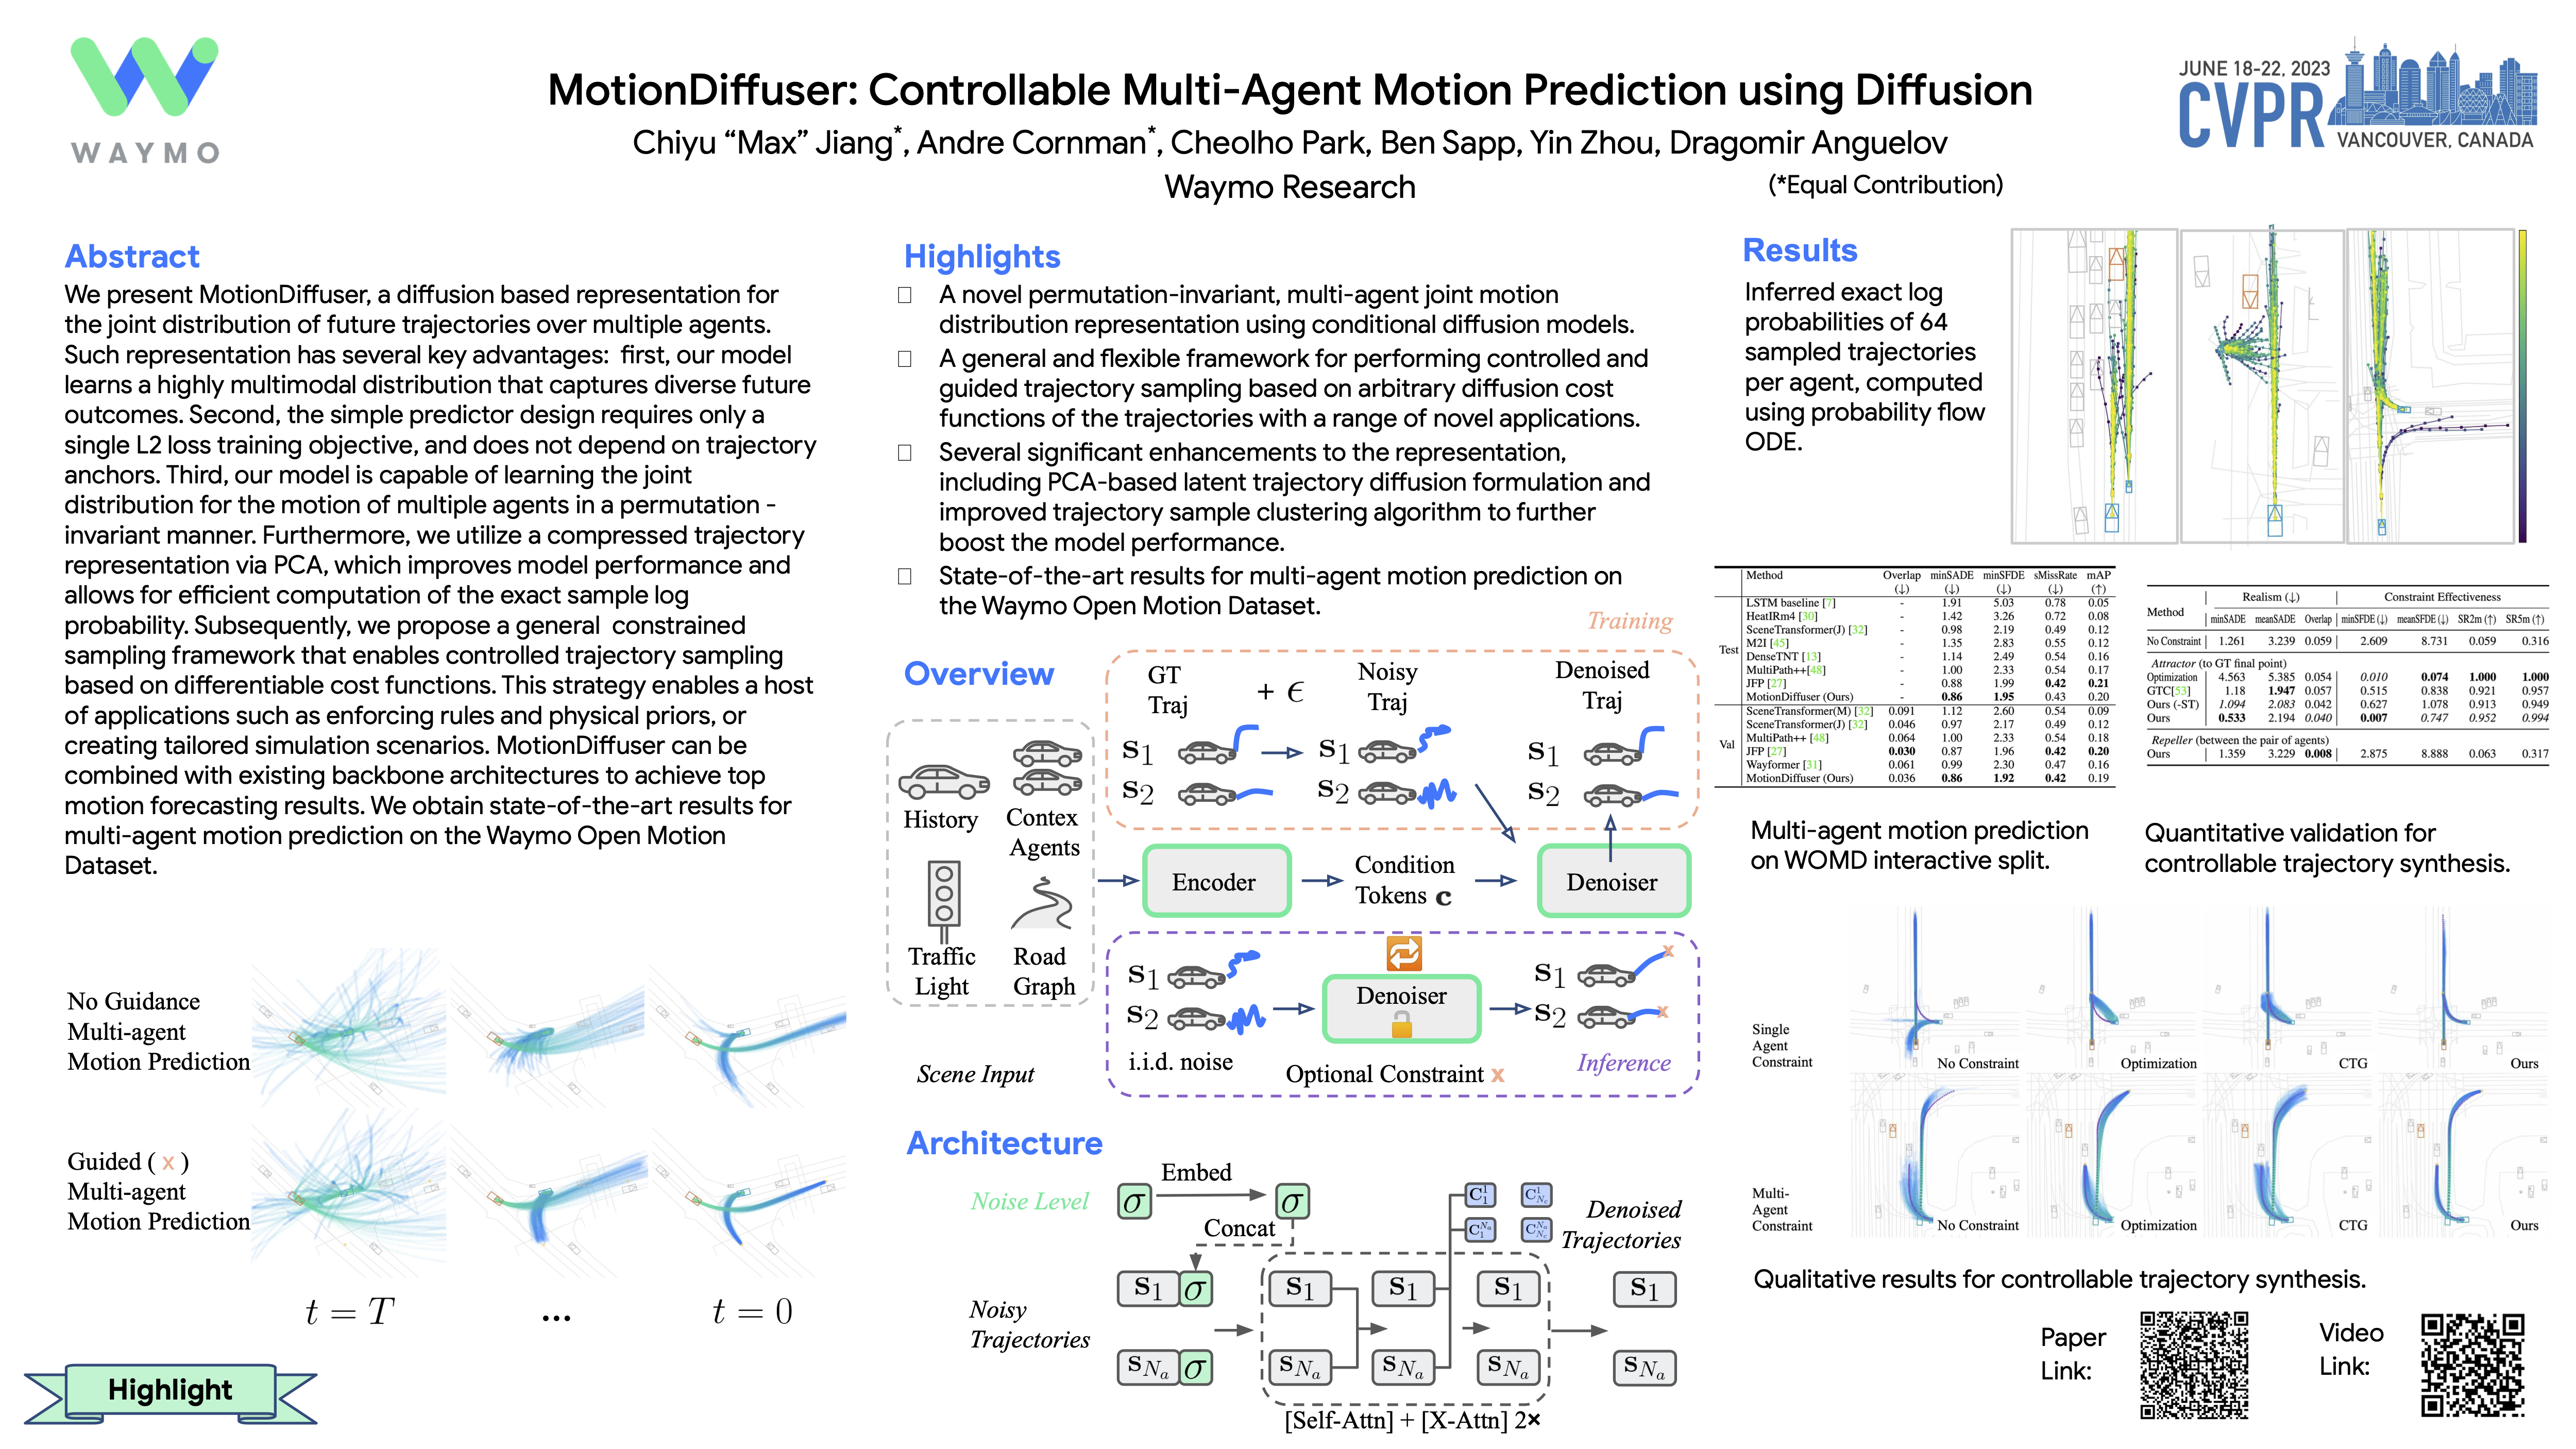 WAYMO
MotionDiffuser: Controllable Multi-Agent Motion Prediction using Diffusion
Chiyu “Max” Jiang*, Andre Cornman*, Cheolho Park, Ben Sapp, Yin Zhou, Dragomir Anguelov
Waymo Research
(*Equal Contribution)
JUNE 18-22, 2023
CVPR
VANCOUVER, CANADA
Abstract
We present MotionDiffuser, a diffusion based representation for
the joint distribution of future trajectories over multiple agents.
Such representation has several key advantages: first, our model
learns a highly multimodal distribution that captures diverse future
outcomes. Second, the simple predictor design requires only a
single L2 loss training objective, and does not depend on trajectory
anchors. Third, our model is capable of learning the joint
distribution for the motion of multiple agents in a permutation -
invariant manner. Furthermore, we utilize a compressed trajectory
representation via PCA, which improves model performance and
allows for efficient computation of the exact sample log
probability. Subsequently, we propose a general constrained
sampling framework that enables controlled trajectory sampling
based on differentiable cost functions. This strategy enables a host
of applications such as enforcing rules and physical priors, or
creating tailored simulation scenarios. MotionDiffuser can be
combined with existing backbone architectures to achieve top
motion forecasting results. We obtain state-of-the-art results for
multi-agent motion prediction on the Waymo Open Motion
Dataset.
No Guidance
Multi-agent
Motion Prediction
Guided ( x )
Multi-agent
Motion Prediction
t = T ... t = 0
Highlight
Highlights
A novel permutation-invariant, multi-agent joint motion
distribution representation using conditional diffusion models.
A general and flexible framework for performing controlled and
guided trajectory sampling based on arbitrary diffusion cost
functions of the trajectories with a range of novel applications.
Several significant enhancements to the representation,
including PCA-based latent trajectory diffusion formulation and
improved trajectory sample clustering algorithm to further
boost the model performance.
State-of-the-art results for multi-agent motion prediction on
the Waymo Open Motion Dataset.
Overview
Training
GT
Traj
+ ϵ
Noisy
Traj
Denoised
Traj
s1 s1 s1
s2 s2 s2
History
Contex
Agents
Traffic
Light
Road
Graph
Scene Input
Encoder
Condition
Tokens c
Denoiser
s1 s1
s2 s2
Denoiser
i.i.d. noise
Optional Constraint x
Inference
Architecture
Noise Level
σ Embed σ
Concat
C_1^1 C_{N_c}^1
C_1^{N_a} C_{N_c}^{N_a}
Denoised
Trajectories
Noisy
Trajectories
s1 σ s1 s1 s1 s1
s_{N_a} σ s_{N_a} s_{N_a} s_{N_a} s_{N_a}
[Self-Attn] + [X-Attn] 2×
Results
Inferred exact log
probabilities of 64
sampled trajectories
per agent, computed
using probability flow
ODE.
Method Overlap minSADE minSFDE sMissRate mAP
(↓) (↓) (↓) (↓) (↑)
Test
LSTM baseline [7] - 1.91 5.03 0.78 0.05
HeatIRm4 [30] - 1.42 3.26 0.72 0.08
SceneTransformer(J) [32] - 0.98 2.19 0.49 0.12
M2I [45] - 1.35 2.83 0.55 0.12
DenseTNT [13] - 1.14 2.49 0.54 0.16
MultiPath++[48] - 1.00 2.33 0.54 0.17
JFP [27] - 0.88 1.99 0.42 0.21
MotionDiffuser (Ours) - 0.86 1.95 0.43 0.20
Val
SceneTransformer(M) [32] 0.091 1.12 2.60 0.54 0.09
SceneTransformer(J) [32] 0.046 0.97 2.17 0.49 0.12
MultiPath++ [48] 0.064 1.00 2.33 0.54 0.18
JFP [27] 0.030 0.87 1.96 0.42 0.20
Wayformer [31] 0.061 0.99 2.30 0.47 0.16
MotionDiffuser (Ours) 0.036 0.86 1.92 0.42 0.19
Multi-agent motion prediction
on WOMD interactive split.
Method Realism (↓) Constraint Effectiveness
minSADE meanSADE Overlap minSFDE (↓) meanSFDE (↓) SR2m (↑) SR5m (↑)
No Constraint 1.261 3.239 0.059 2.609 8.731 0.059 0.316
Attractor (to GT final point)
Optimization 4.563 5.385 0.054 0.010 0.074 1.000 1.000
GTC[53] 1.18 1.947 0.057 0.515 0.838 0.921 0.957
Ours (-ST) 1.094 2.083 0.042 0.627 1.078 0.913 0.949
Ours 0.533 2.194 0.040 0.007 0.747 0.952 0.994
Repeller (between the pair of agents)
Ours 1.359 3.229 0.008 2.875 8.888 0.063 0.317
Quantitative validation for
controllable trajectory synthesis.
Single
Agent
Constraint
No Constraint Optimization CTG Ours
Multi-
Agent
Constraint
No Constraint Optimization CTG Ours
Qualitative results for controllable trajectory synthesis.
Paper
Link:
Video
Link: